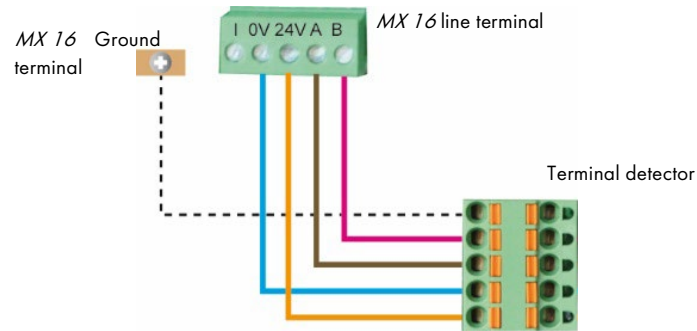 MX 16 Ground
terminal
I 0V 24V A B
MX 16 line terminal
Terminal detector